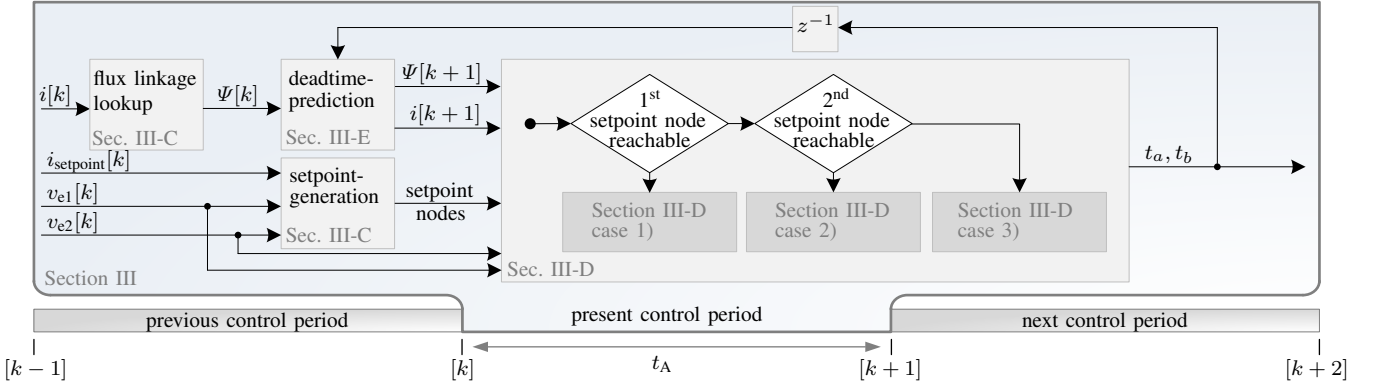 z⁻¹
i[k]
flux linkage
lookup
Sec. III-C
Ψ[k]
deadtime-
prediction
Sec. III-E
Ψ[k + 1]
i[k + 1]
i_setpoint[k]
v_e1[k]
v_e2[k]
setpoint-
generation
Sec. III-C
setpoint
nodes
1st
setpoint node
reachable
2nd
setpoint node
reachable
Section III-D
case 1)
Section III-D
case 2)
Section III-D
case 3)
Sec. III-D
t_a, t_b
Section III
previous control period
present control period
next control period
[k − 1]
[k]
t_A
[k + 1]
[k + 2]